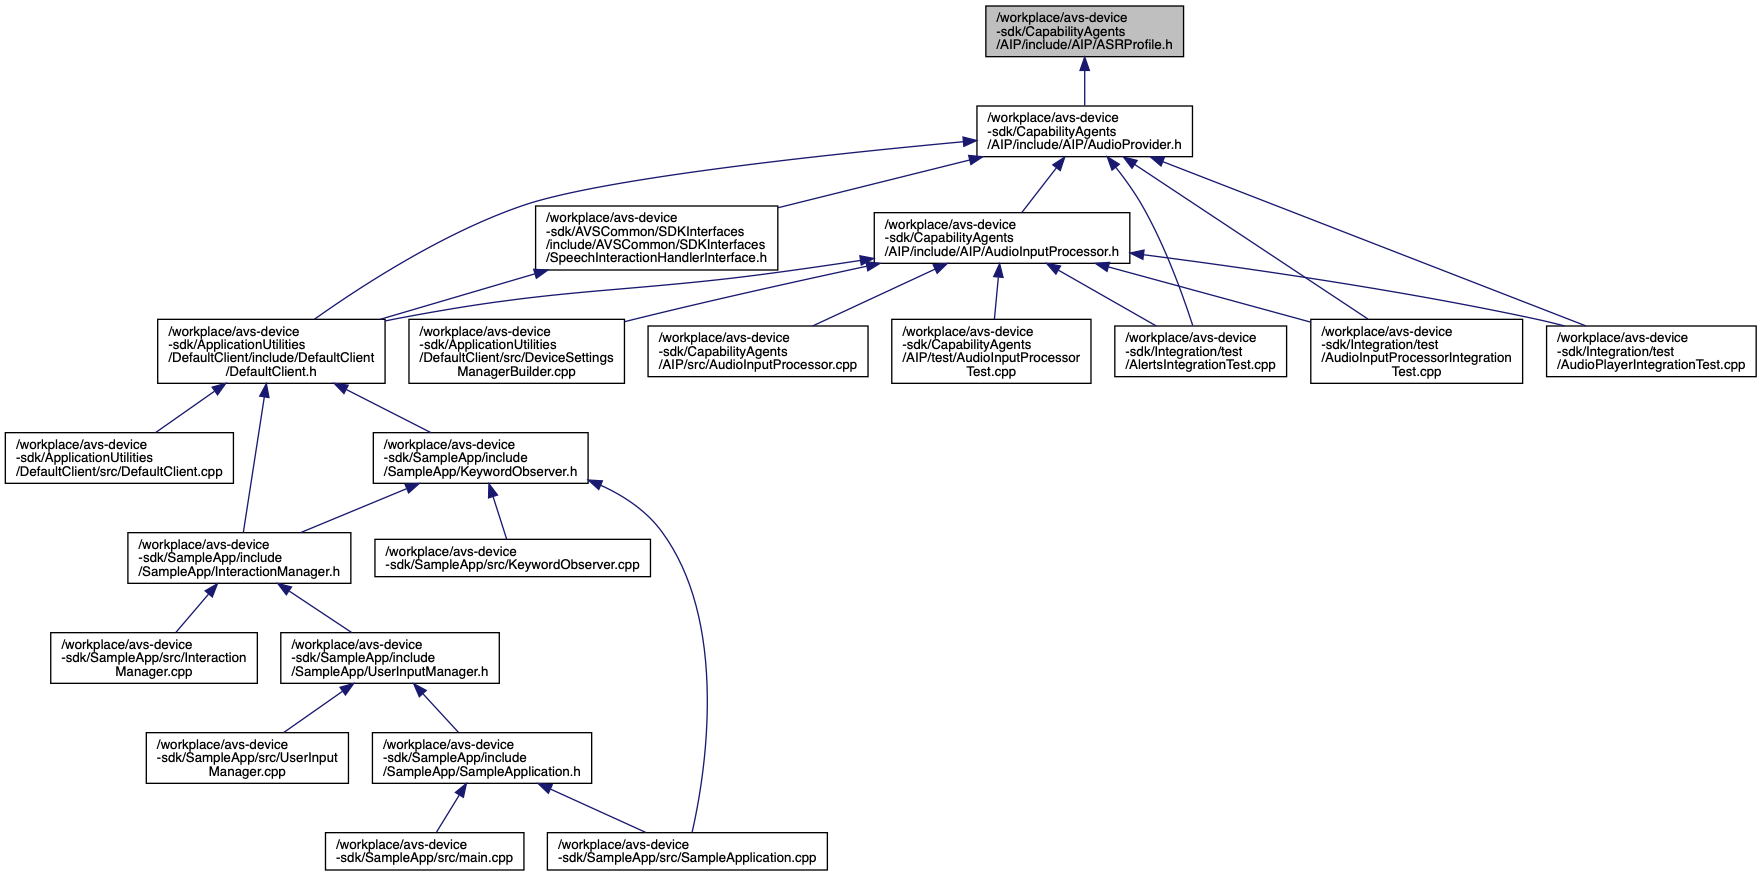 /workplace/avs-device
-sdk/CapabilityAgents
/AIP/include/AIP/ASRProfile.h
/workplace/avs-device
-sdk/CapabilityAgents
/AIP/include/AIP/AudioProvider.h
/workplace/avs-device
-sdk/AVSCommon/SDKInterfaces
/include/AVSCommon/SDKInterfaces
/SpeechInteractionHandlerInterface.h
/workplace/avs-device
-sdk/CapabilityAgents
/AIP/include/AIP/AudioInputProcessor.h
/workplace/avs-device
-sdk/ApplicationUtilities
/DefaultClient/include/DefaultClient
/DefaultClient.h
/workplace/avs-device
-sdk/ApplicationUtilities
/DefaultClient/src/DeviceSettings
ManagerBuilder.cpp
/workplace/avs-device
-sdk/CapabilityAgents
/AIP/src/AudioInputProcessor.cpp
/workplace/avs-device
-sdk/CapabilityAgents
/AIP/test/AudioInputProcessor
Test.cpp
/workplace/avs-device
-sdk/Integration/test
/AlertsIntegrationTest.cpp
/workplace/avs-device
-sdk/Integration/test
/AudioInputProcessorIntegration
Test.cpp
/workplace/avs-device
-sdk/Integration/test
/AudioPlayerIntegrationTest.cpp
/workplace/avs-device
-sdk/ApplicationUtilities
/DefaultClient/src/DefaultClient.cpp
/workplace/avs-device
-sdk/SampleApp/include
/SampleApp/KeywordObserver.h
/workplace/avs-device
-sdk/SampleApp/include
/SampleApp/InteractionManager.h
/workplace/avs-device
-sdk/SampleApp/src/KeywordObserver.cpp
/workplace/avs-device
-sdk/SampleApp/src/Interaction
Manager.cpp
/workplace/avs-device
-sdk/SampleApp/include
/SampleApp/UserInputManager.h
/workplace/avs-device
-sdk/SampleApp/src/UserInput
Manager.cpp
/workplace/avs-device
-sdk/SampleApp/include
/SampleApp/SampleApplication.h
/workplace/avs-device
-sdk/SampleApp/src/main.cpp
/workplace/avs-device
-sdk/SampleApp/src/SampleApplication.cpp